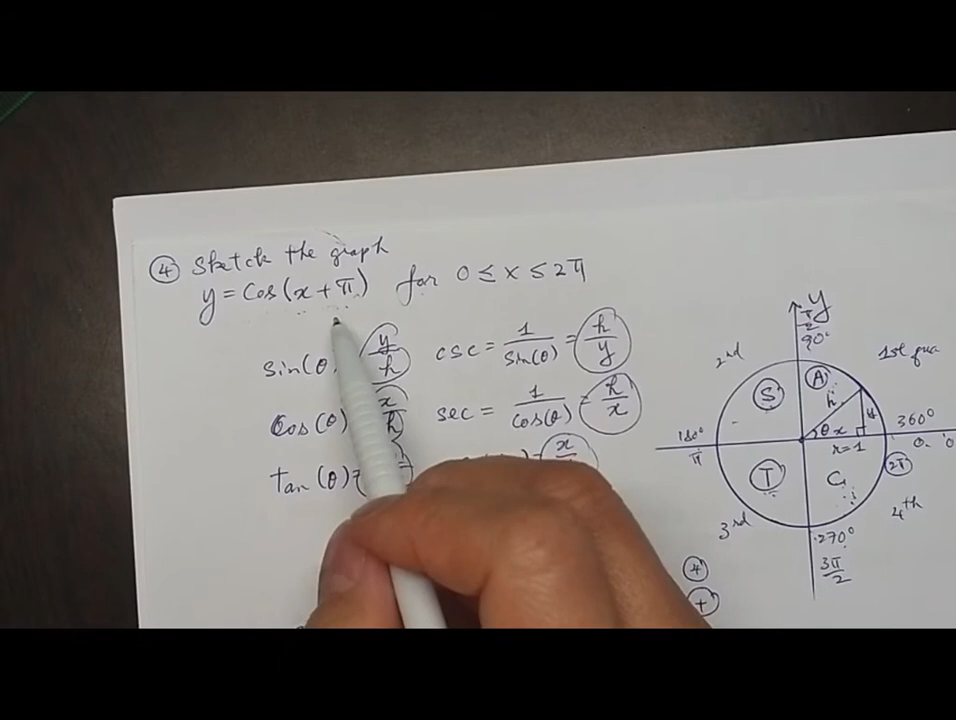 ④ Sketch the graph
y = Cos(x + π) for 0 ≤ x ≤ 2π
sin(θ) y/h csc = 1/sin(θ) = h/y
Cos(θ) x/h sec = 1/cos(θ) = h/x
tan(θ) = x
y
π/2
90°
2nd
1st qua
S
A
h
y
θ x
r=1
180°
π
360°
2π
T
C
3rd
4th
270°
3π/2
+
+